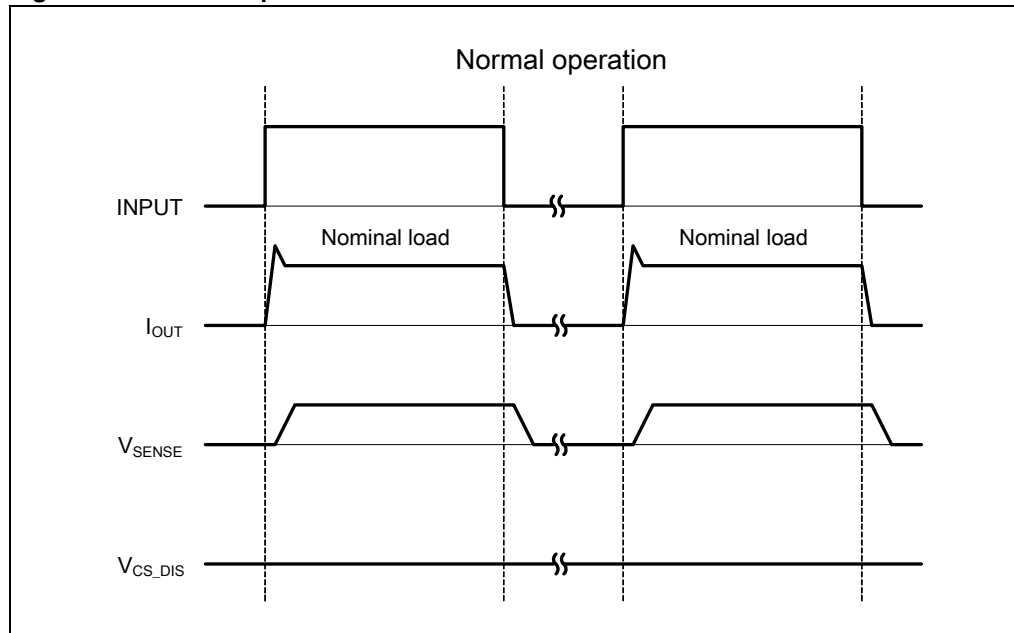 Normal operation
INPUT
Nominal load Nominal load
IOUT
VSENSE
VCS_DIS